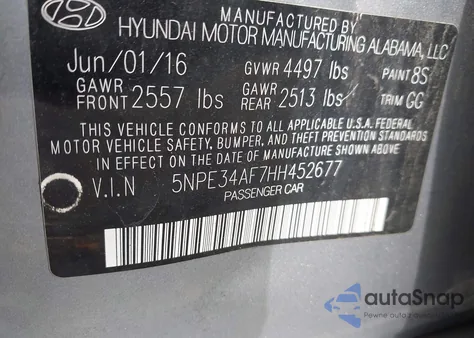 MANUFACTURED BY
HYUNDAI MOTOR MANUFACTURING ALABAMA, LLC
Jun/01/16 GVWR 4497 lbs PAINT 8S
GAWR FRONT 2557 lbs GAWR REAR 2513 lbs TRIM GG
THIS VEHICLE CONFORMS TO ALL APPLICABLE U.S.A. FEDERAL
MOTOR VEHICLE SAFETY, BUMPER, AND THEFT PREVENTION STANDARDS
IN EFFECT ON THE DATE OF MANUFACTURE SHOWN ABOVE.
V.I.N 5NPE34AF7HH452677
PASSENGER CAR
autoSnap
Pewne auto z